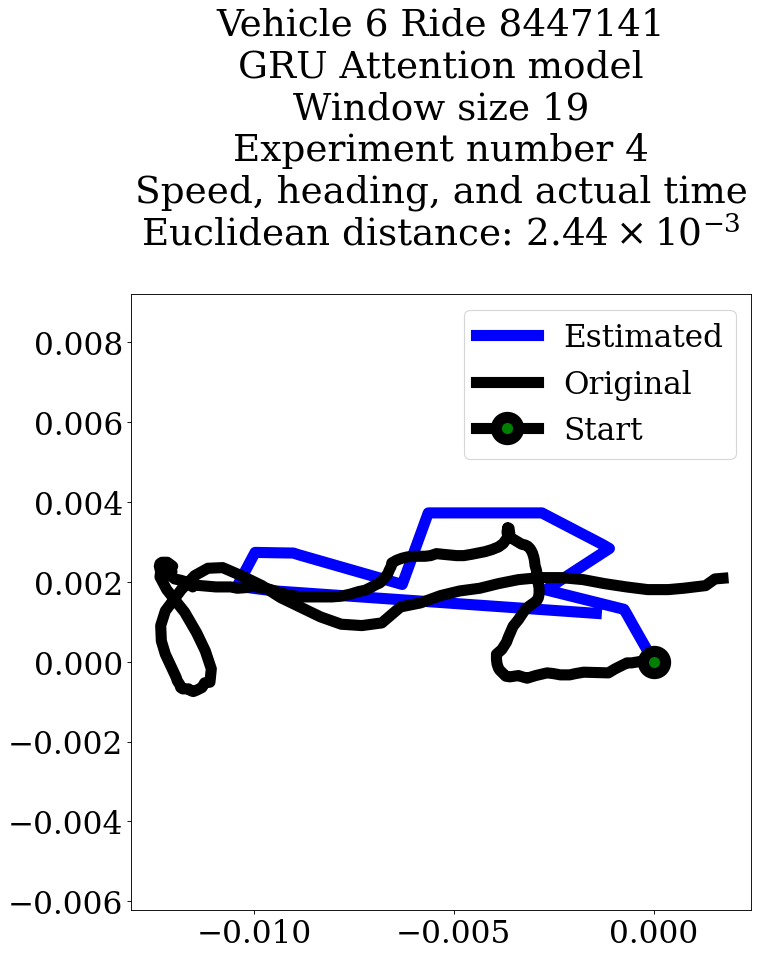 Vehicle 6 Ride 8447141
GRU Attention model
Window size 19
Experiment number 4
Speed, heading, and actual time
Euclidean distance: 2.44 × 10⁻³
Estimated
Original
Start
0.008
0.006
0.004
0.002
0.000
−0.002
−0.004
−0.006
−0.010
−0.005
0.000